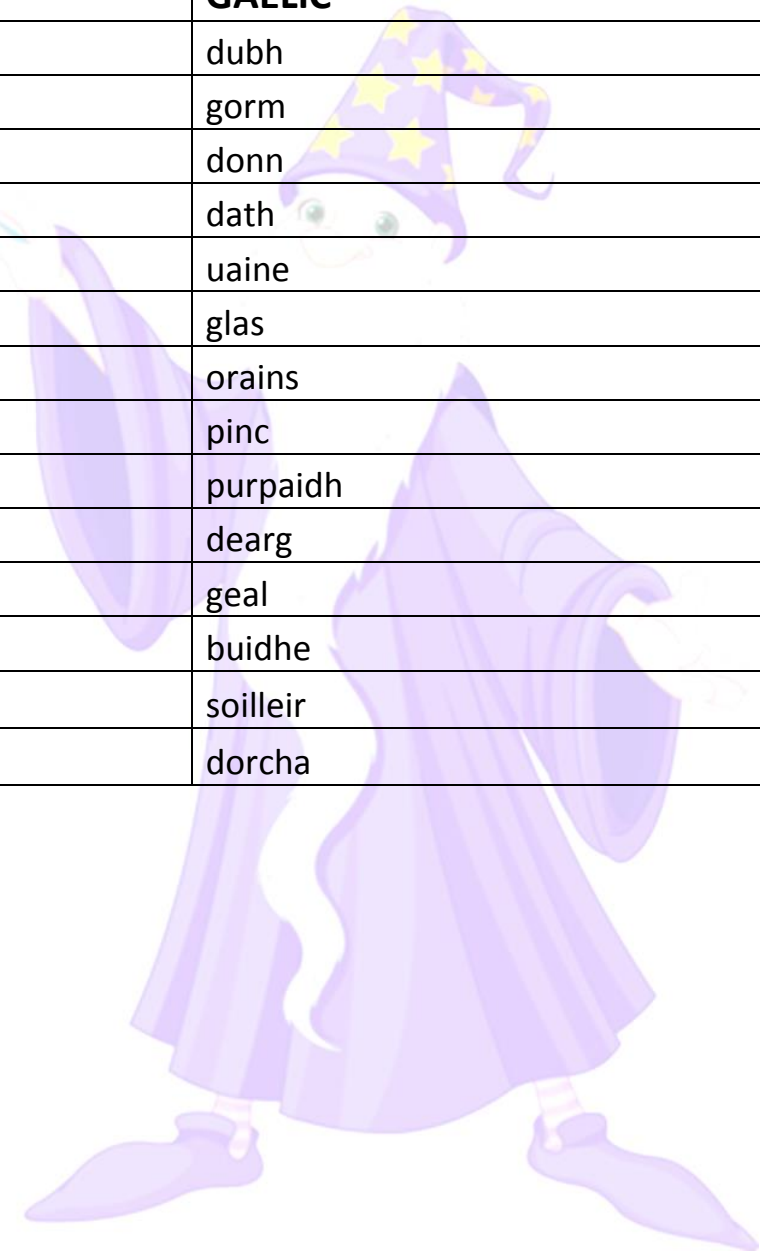 GAELIC
dubh
gorm
donn
dath
uaine
glas
orains
pinc
purpaidh
dearg
geal
buidhe
soilleir
dorcha